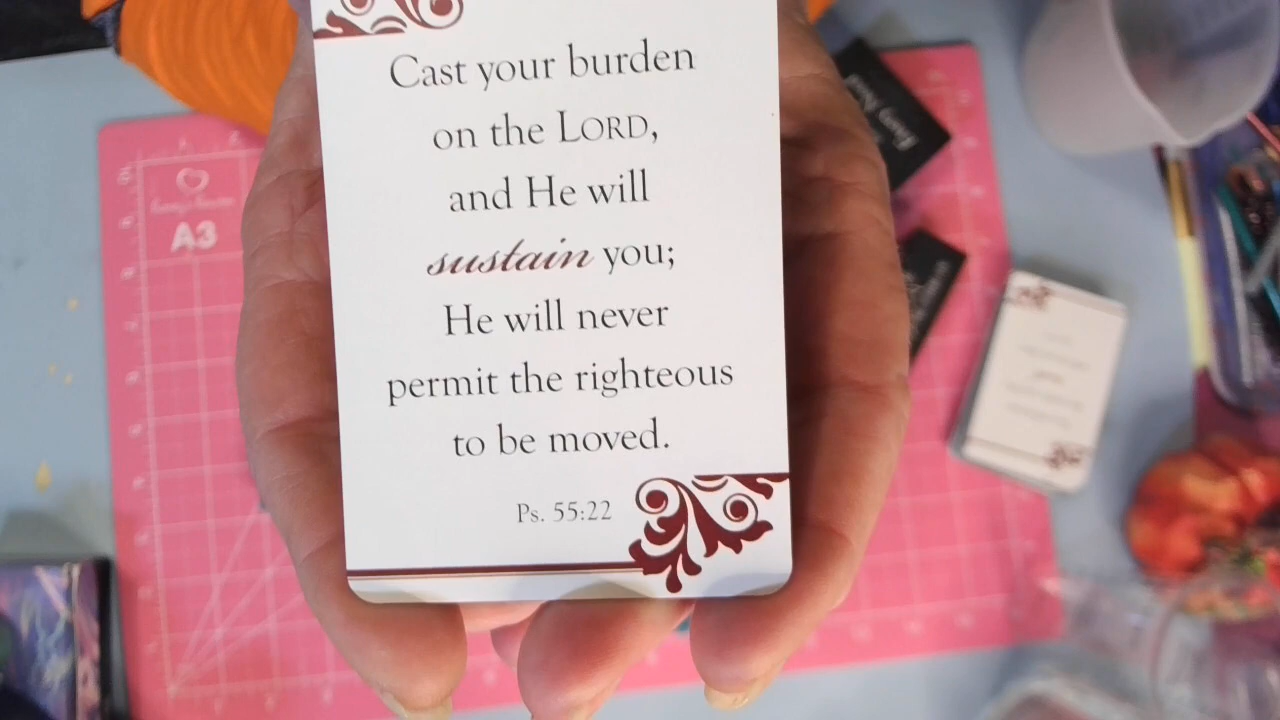 Cast your burden
on the LORD,
and He will
sustain you;
He will never
permit the righteous
to be moved.
Ps. 55:22
A3